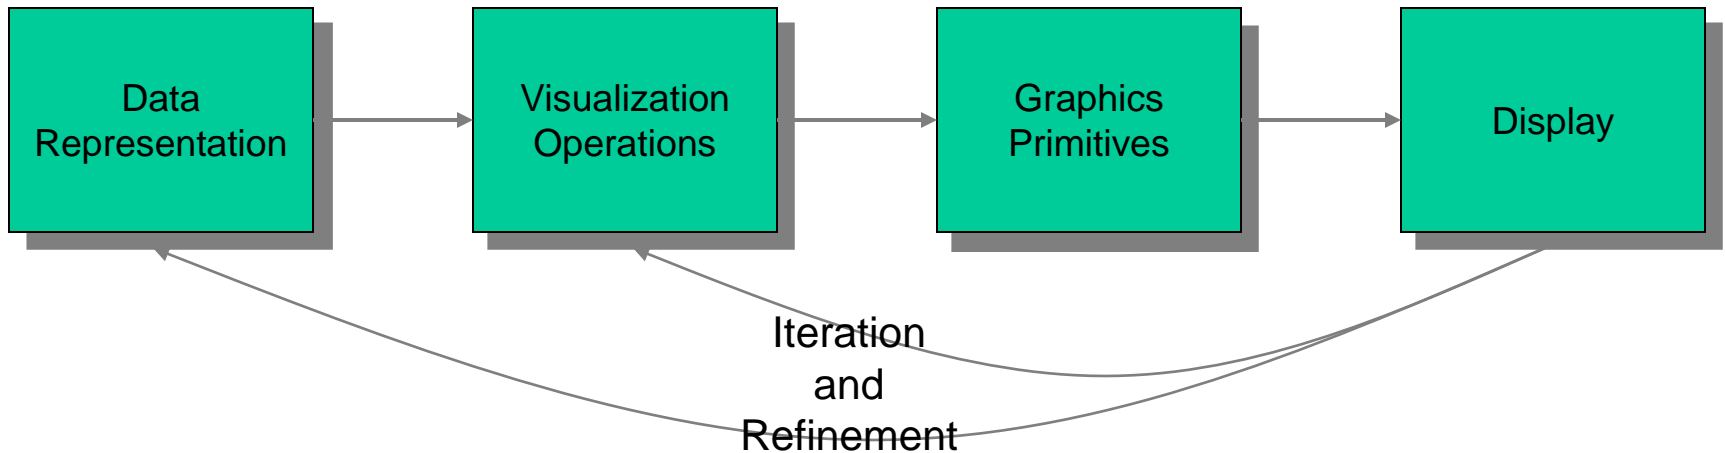 Data
Representation
Visualization
Operations
Graphics
Primitives
Display
Iteration
and
Refinement